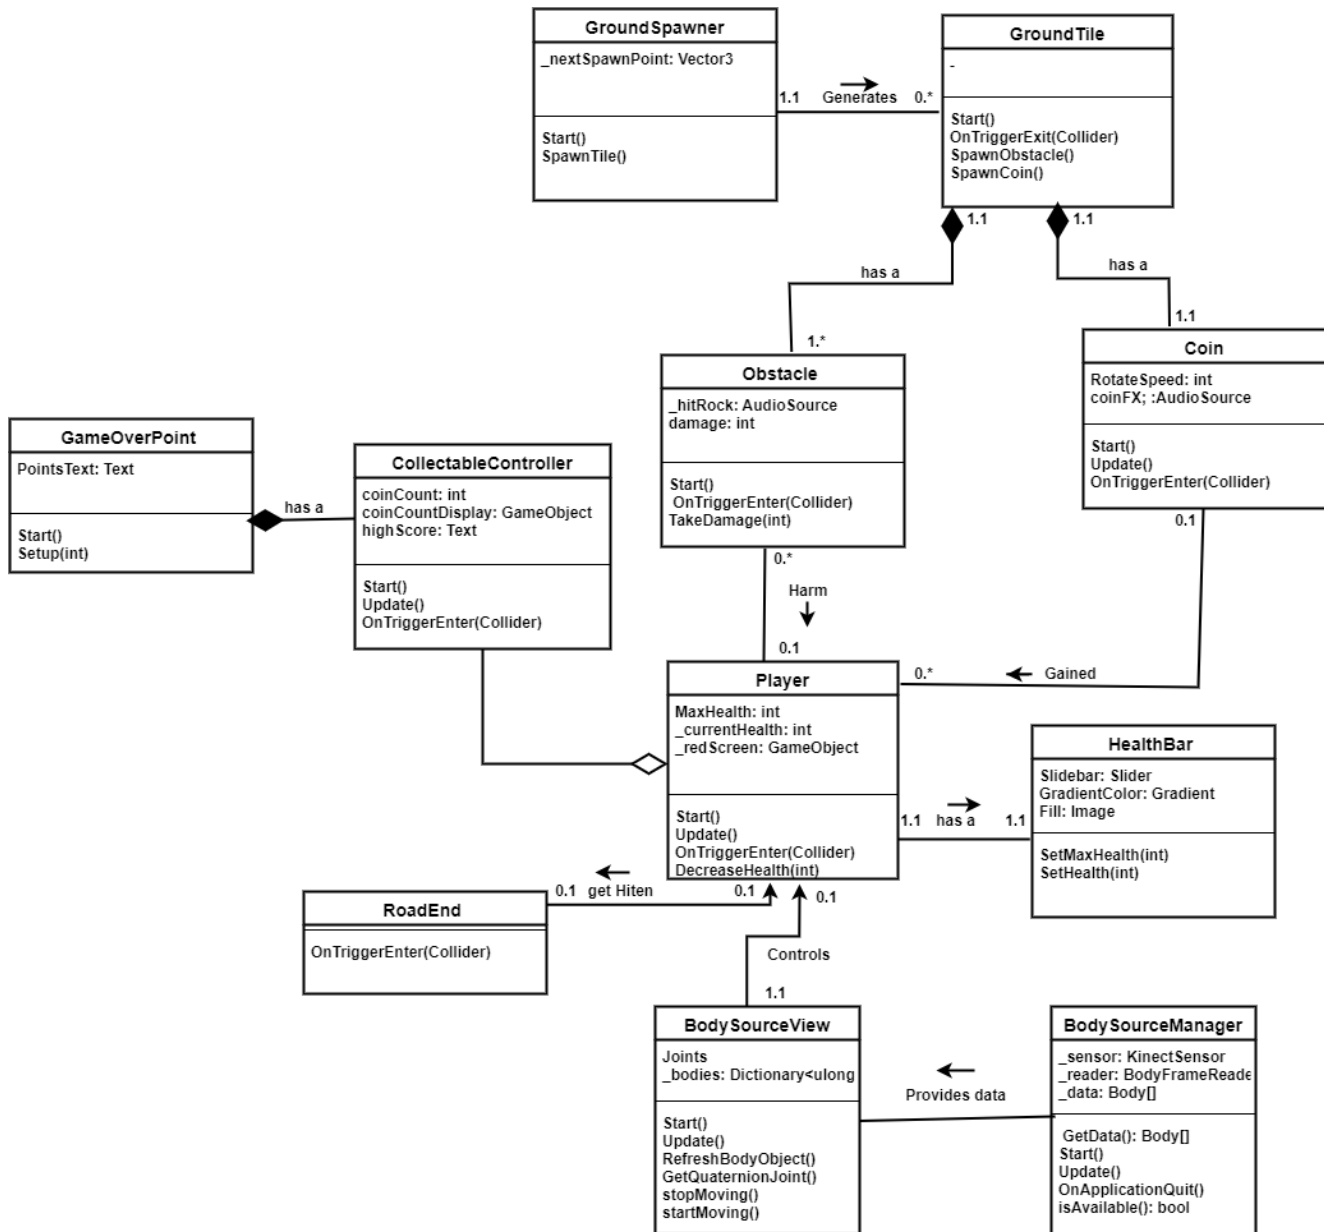 GroundSpawner
_nextSpawnPoint: Vector3
Start()
SpawnTile()
1.1 Generates 0.*
GroundTile
-
Start()
OnTriggerExit(Collider)
SpawnObstacle()
SpawnCoin()
1.1
1.1
has a
has a
1.*
1.1
Obstacle
_hitRock: AudioSource
damage: int
Start()
OnTriggerEnter(Collider)
TakeDamage(int)
Coin
RotateSpeed: int
coinFX; :AudioSource
Start()
Update()
OnTriggerEnter(Collider)
GameOverPoint
PointsText: Text
Start()
Setup(int)
has a
CollectableController
coinCount: int
coinCountDisplay: GameObject
highScore: Text
Start()
Update()
OnTriggerEnter(Collider)
0.*
Harm
0.1
0.1
0.*
Gained
Player
MaxHealth: int
_currentHealth: int
_redScreen: GameObject
Start()
Update()
OnTriggerEnter(Collider)
DecreaseHealth(int)
1.1 has a 1.1
HealthBar
Slidebar: Slider
GradientColor: Gradient
Fill: Image
SetMaxHealth(int)
SetHealth(int)
0.1 get Hiten 0.1
0.1
RoadEnd
OnTriggerEnter(Collider)
Controls
1.1
BodySourceView
Joints
_bodies: Dictionary<ulong
Start()
Update()
RefreshBodyObject()
GetQuaternionJoint()
stopMoving()
startMoving()
Provides data
BodySourceManager
_sensor: KinectSensor
_reader: BodyFrameReade
_data: Body[]
GetData(): Body[]
Start()
Update()
OnApplicationQuit()
isAvailable(): bool